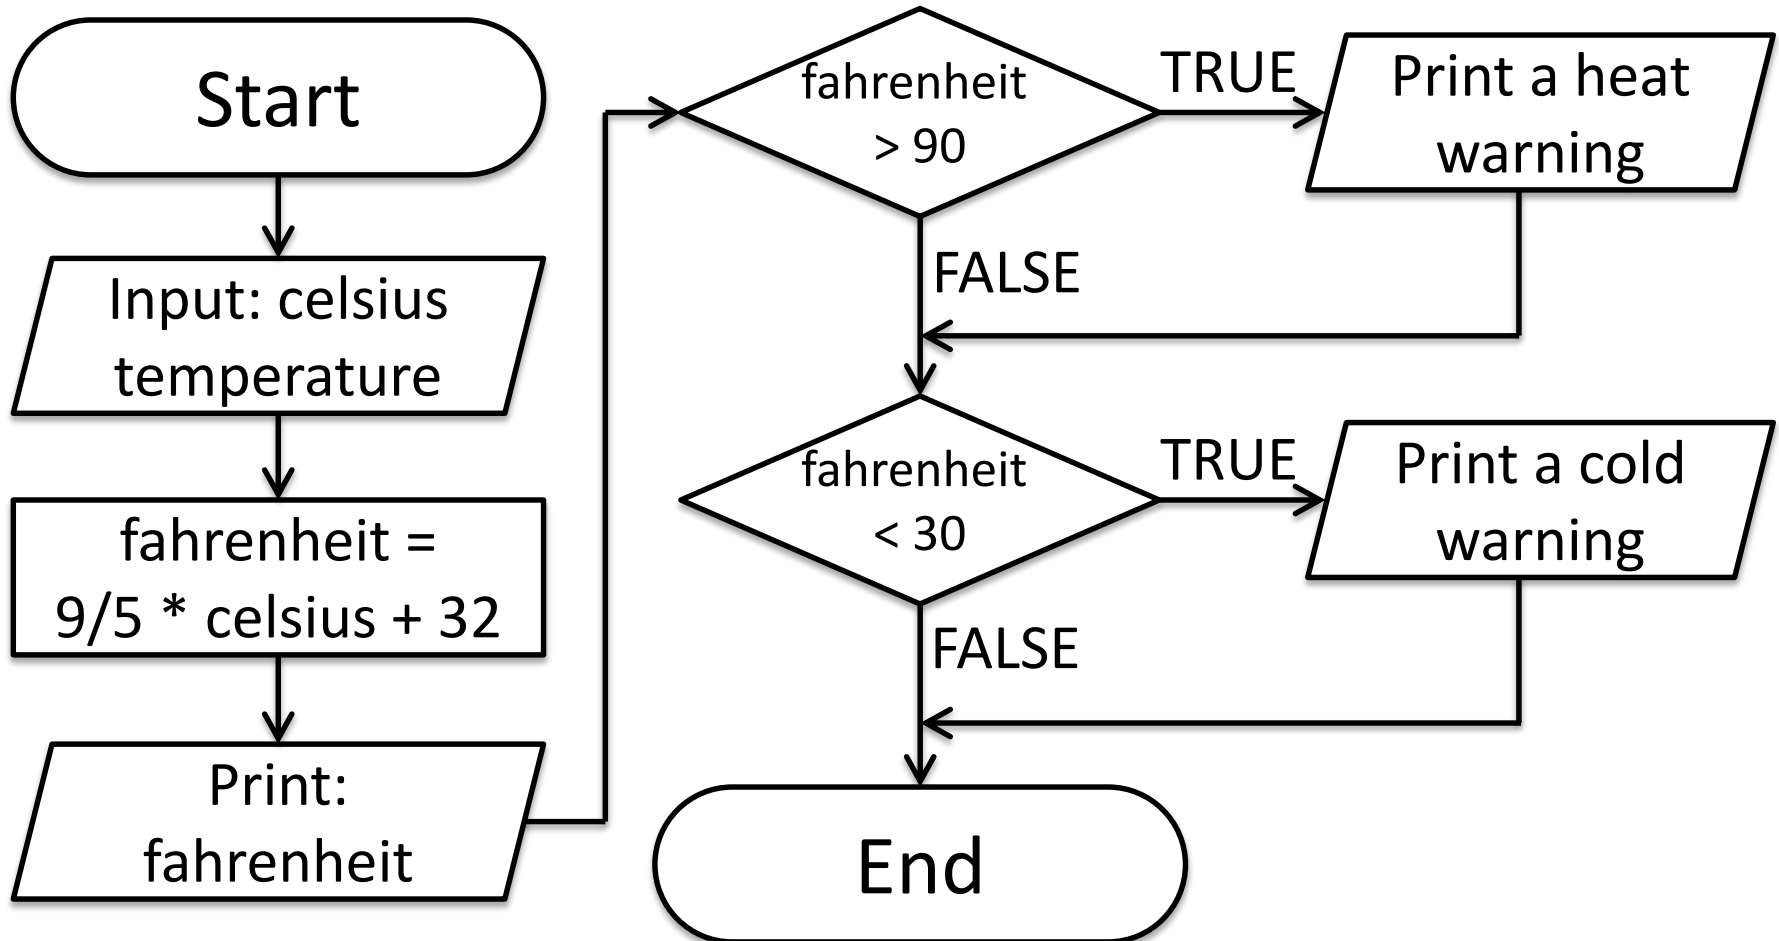 Start
Input: celsius
temperature
fahrenheit =
9/5 * celsius + 32
Print:
fahrenheit
fahrenheit
> 90
TRUE
Print a heat
warning
FALSE
fahrenheit
< 30
TRUE
Print a cold
warning
FALSE
End